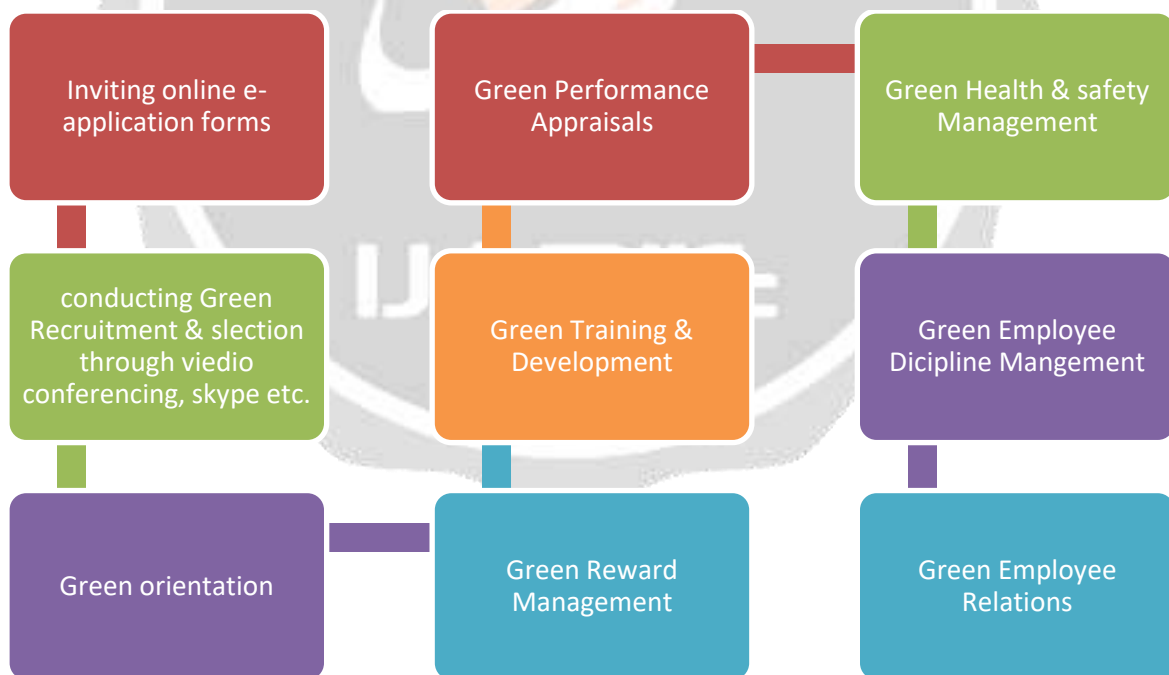 Inviting online e-
application forms
conducting Green
Recruitment & slection
through viedio
conferencing, skype etc.
Green orientation
Green Reward
Management
Green Training &
Development
Green Performance
Appraisals
Green Health & safety
Management
Green Employee
Dicipline Mangement
Green Employee
Relations